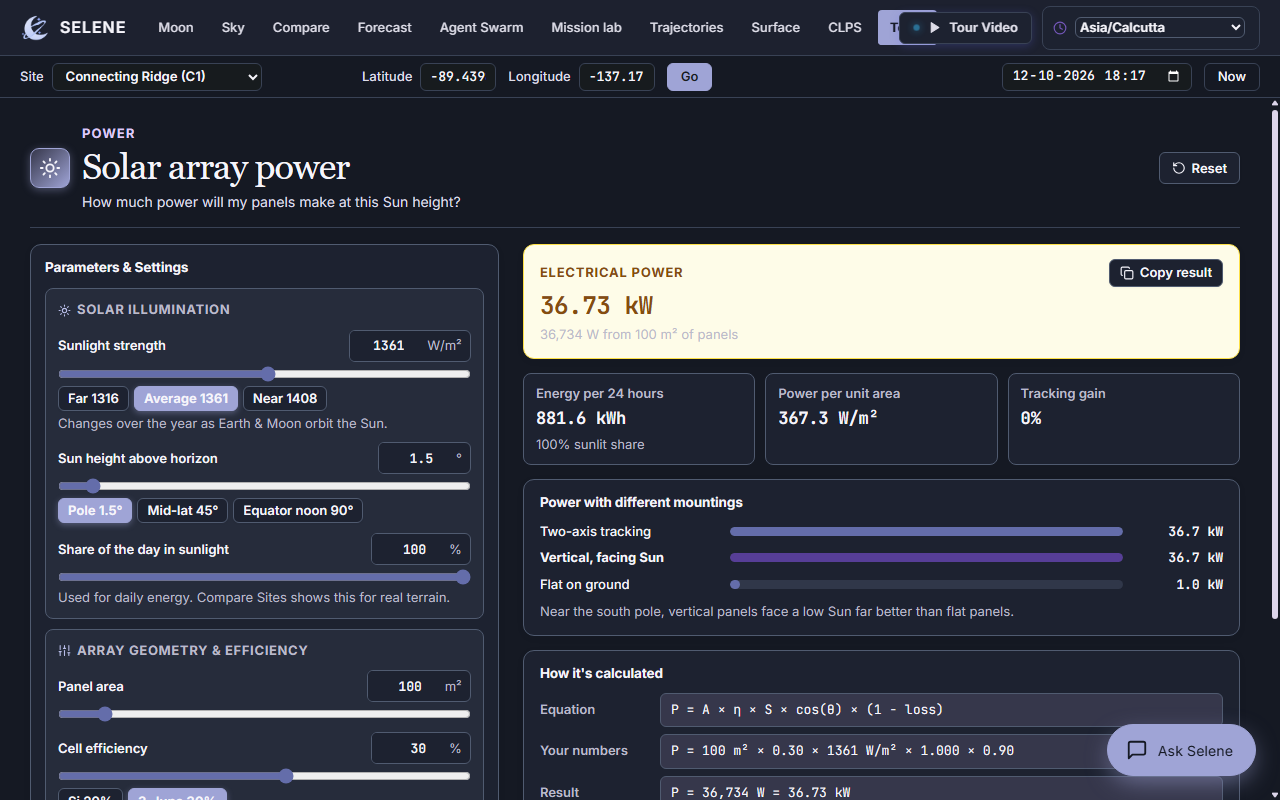 SELENE
Moon
Sky
Compare
Forecast
Agent Swarm
Mission lab
Trajectories
Surface
CLPS
Tour Video
Asia/Calcutta
Site
Connecting Ridge (C1)
Latitude
-89.439
Longitude
-137.17
Go
12-10-2026 18:17
Now
POWER
Solar array power
How much power will my panels make at this Sun height?
Reset
Parameters & Settings
SOLAR ILLUMINATION
Sunlight strength
1361 W/m²
Far 1316
Average 1361
Near 1408
Changes over the year as Earth & Moon orbit the Sun.
Sun height above horizon
1.5 °
Pole 1.5°
Mid-lat 45°
Equator noon 90°
Share of the day in sunlight
100 %
Used for daily energy. Compare Sites shows this for real terrain.
ARRAY GEOMETRY & EFFICIENCY
Panel area
100 m²
Cell efficiency
30 %
ELECTRICAL POWER
Copy result
36.73 kW
36,734 W from 100 m² of panels
Energy per 24 hours
881.6 kWh
100% sunlit share
Power per unit area
367.3 W/m²
Tracking gain
0%
Power with different mountings
Two-axis tracking 36.7 kW
Vertical, facing Sun 36.7 kW
Flat on ground 1.0 kW
Near the south pole, vertical panels face a low Sun far better than flat panels.
How it's calculated
Equation
P = A × η × S × cos(θ) × (1 - loss)
Your numbers
P = 100 m² × 0.30 × 1361 W/m² × 1.000 × 0.90
Result
P = 36,734 W = 36.73 kW
Ask Selene